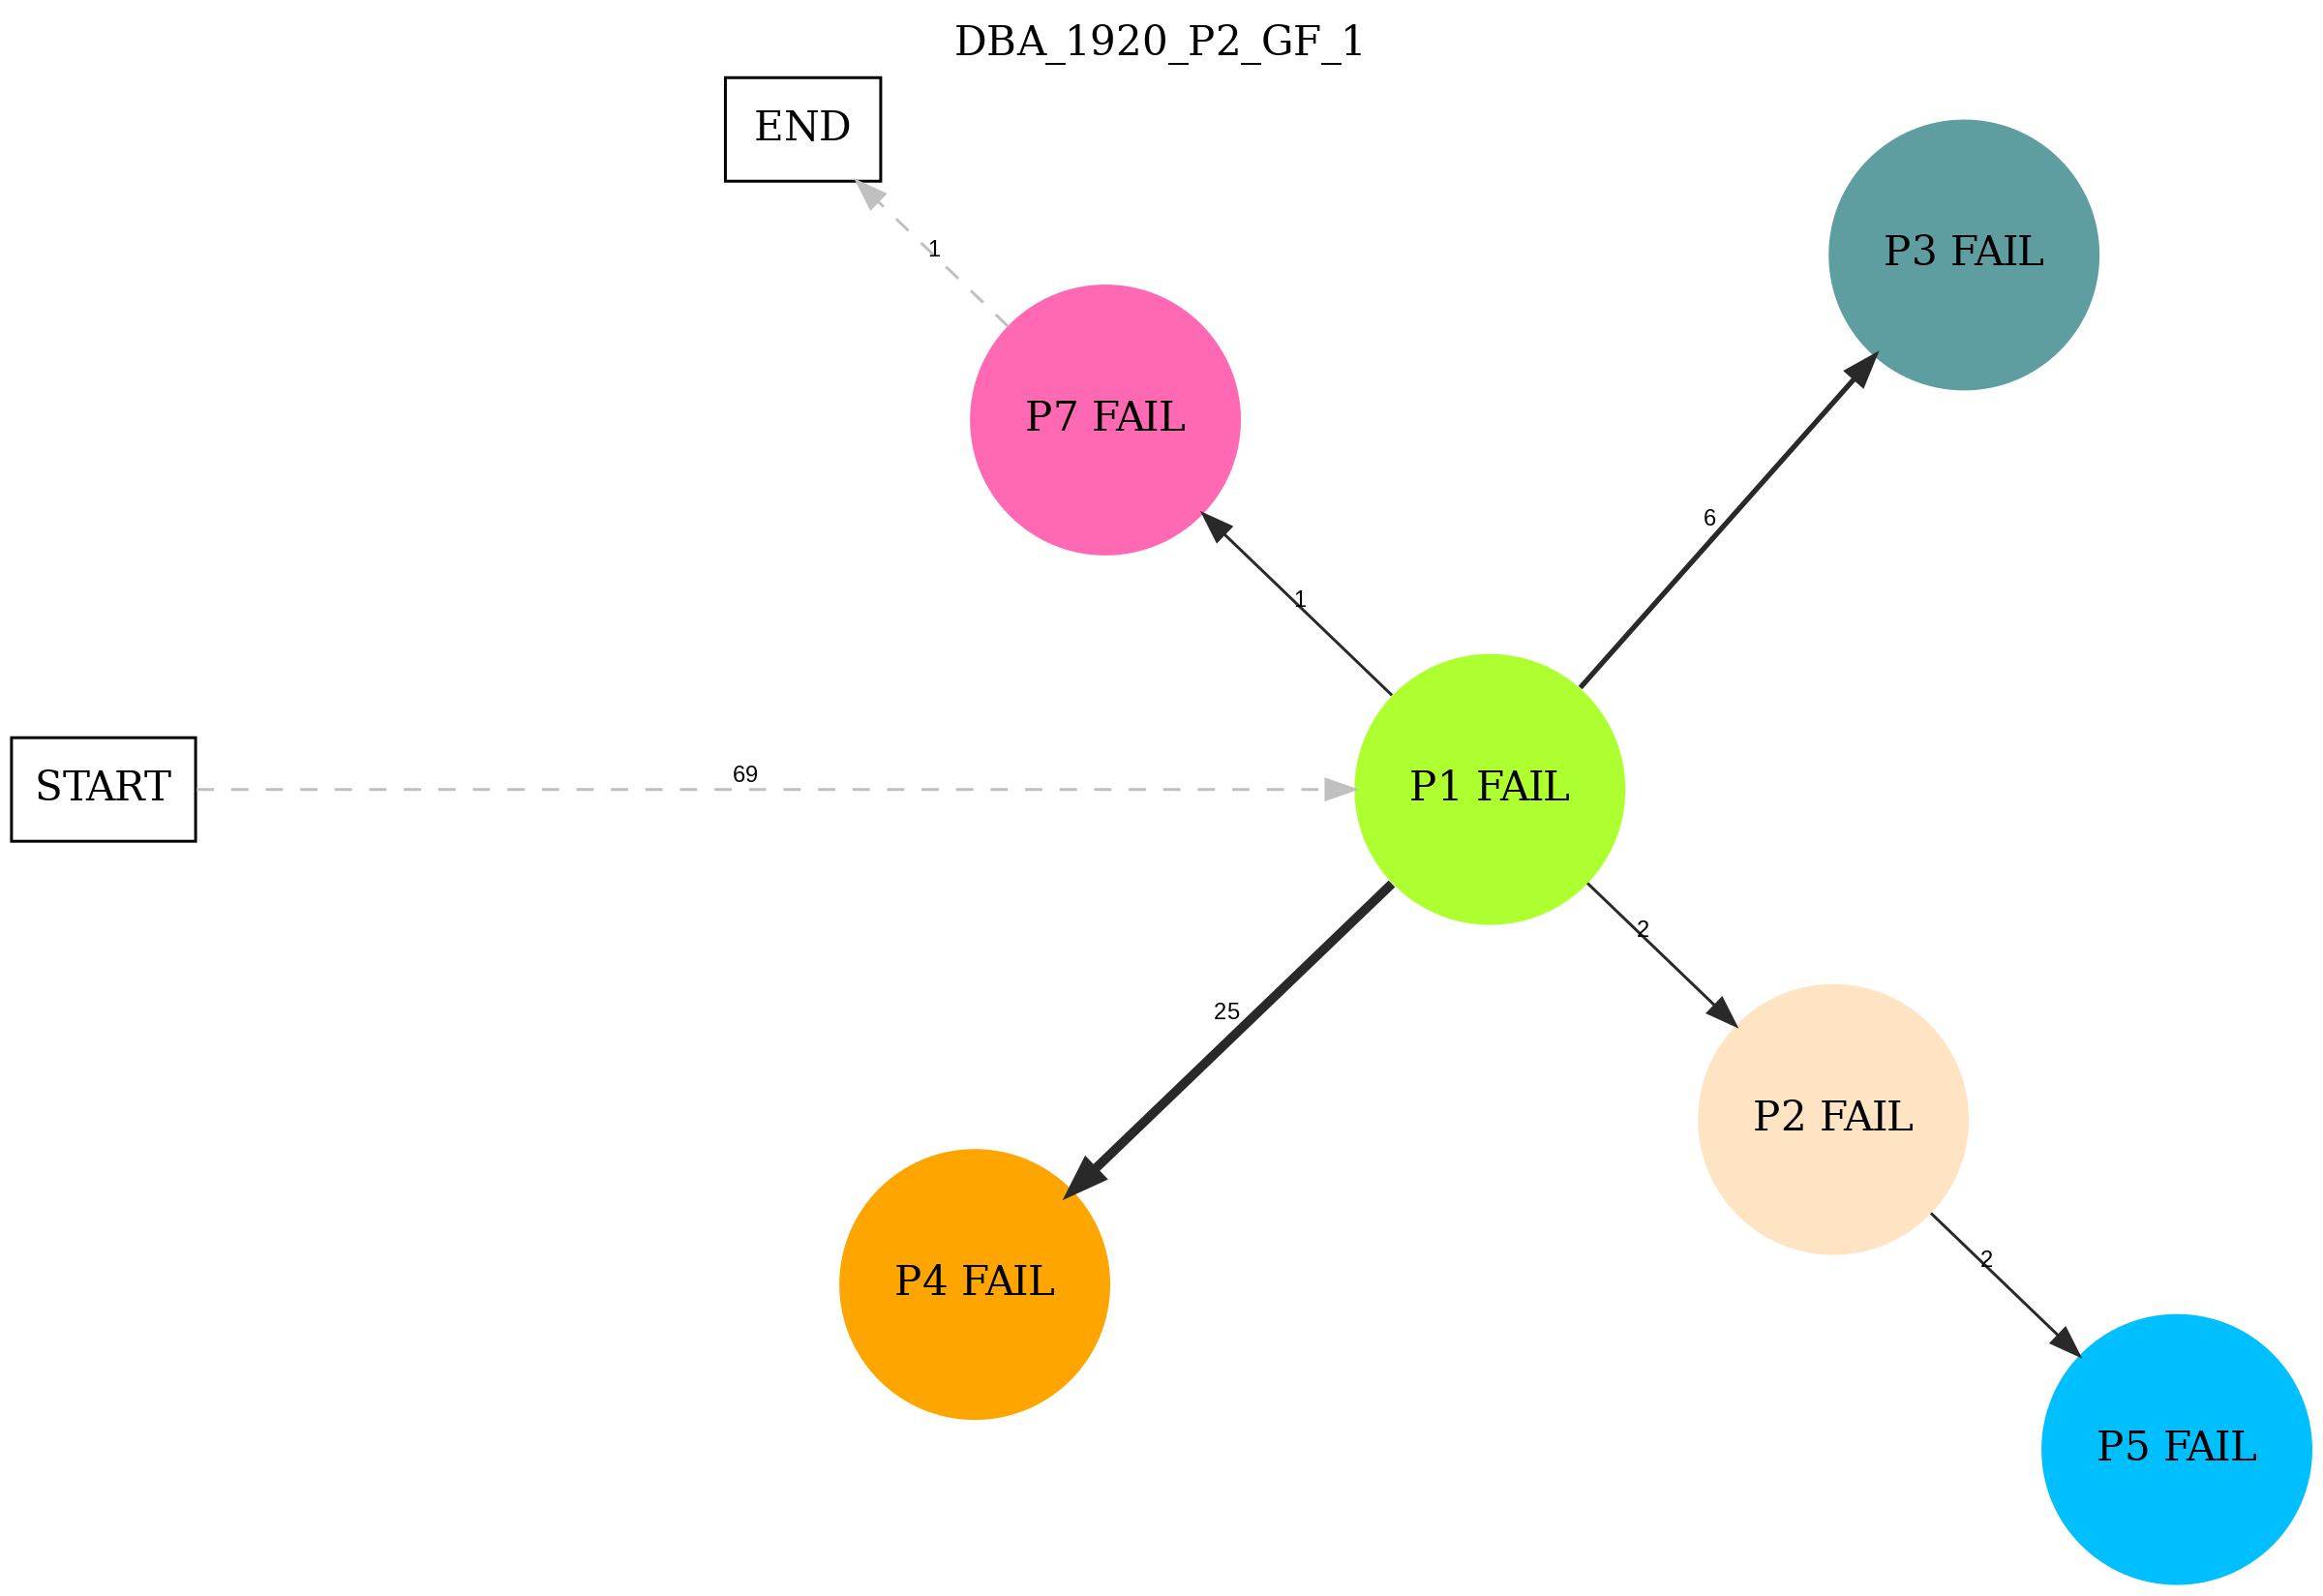 DBA_1920_P2_GF_1
END
1
P3 FAIL
P7 FAIL
6
1
START
69
P1 FAIL
2
25
P2 FAIL
2
P4 FAIL
P5 FAIL